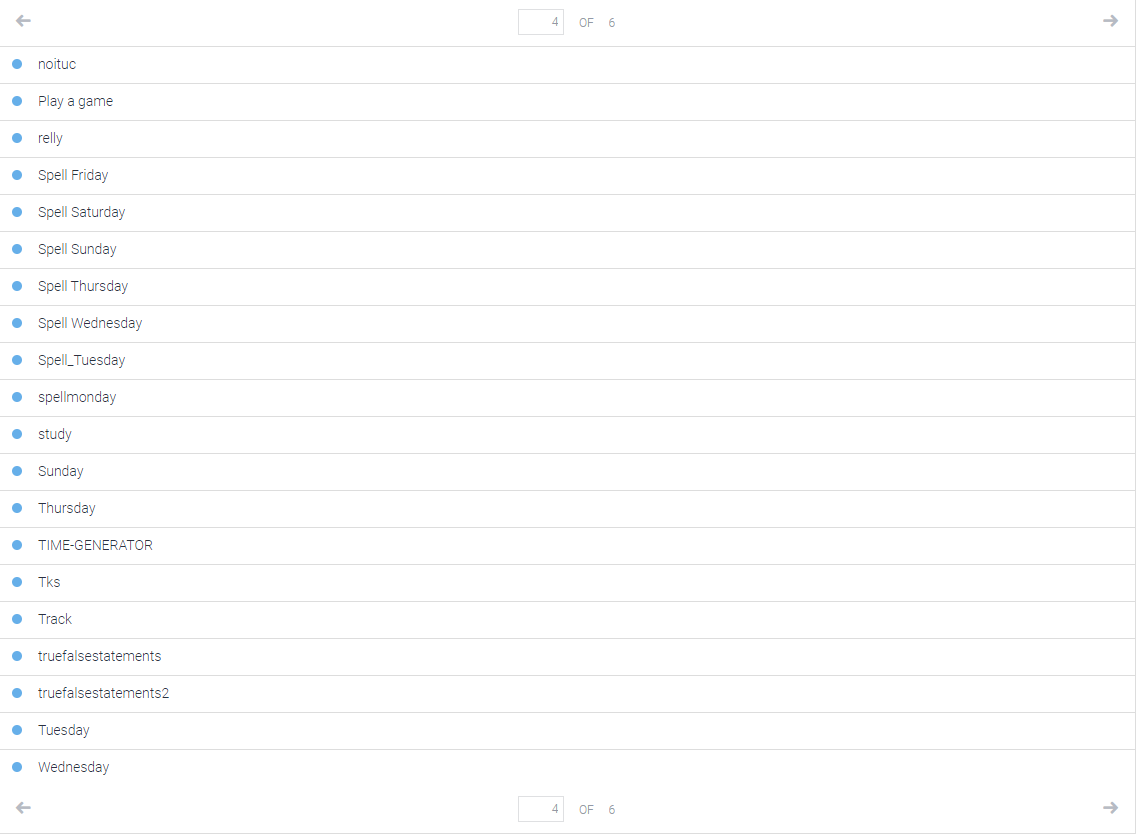 4 OF 6
noituc
Play a game
relly
Spell Friday
Spell Saturday
Spell Sunday
Spell Thursday
Spell Wednesday
Spell_Tuesday
spellmonday
study
Sunday
Thursday
TIME-GENERATOR
Tks
Track
truefalsestatements
truefalsestatements2
Tuesday
Wednesday
4 OF 6